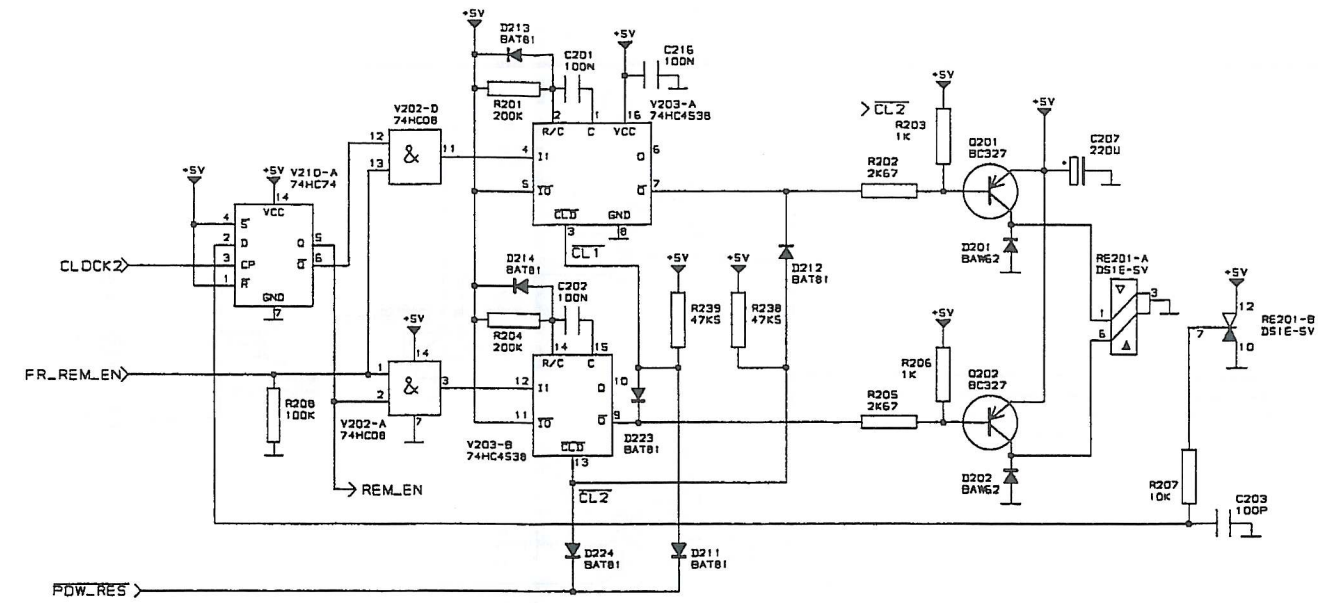 +5V
D213
BAT81
C201
100N
+5V
C216
100N
R201
200K
V203-A
74HC4538
2
1
16
R/C
C
VCC
4
I1
Q
6
5
I0
Q
7
CLD
GND
3
8
CL1
V202-D
74HC08
12
13
&
11
+5V
+5V
V210-A
74HC74
14
VCC
4
S
2
D
Q
5
3
CP
Q
6
1
R
GND
7
CLOCK2
FR_REM_EN
R208
100K
+5V
14
1
2
&
3
7
V202-A
74HC08
REM_EN
D214
BAT81
C202
100N
R204
200K
14
15
R/C
C
12
I1
Q
10
11
I0
Q
9
CLD
13
V203-B
74HC4538
CL2
+5V
R239
47K5
+5V
R238
47K5
D212
BAT81
D223
BAT81
D224
BAT81
D211
BAT81
POW_RES
CL2
+5V
R203
1K
R202
2K67
Q201
BC327
+5V
+
C207
220U
D201
BAW62
+5V
R206
1K
R205
2K67
Q202
BC327
D202
BAW62
RE201-A
DS1E-5V
1
6
3
+5V
12
7
10
RE201-B
DS1E-5V
R207
10K
C203
100P